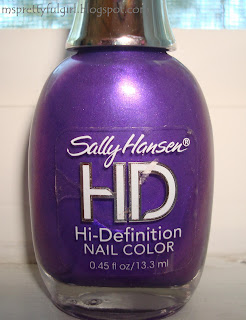 msprettyfulgirl.blogspot.com
Sally Hansen®
HD
Hi-Definition
NAIL COLOR
0.45 fl oz/13.3 ml